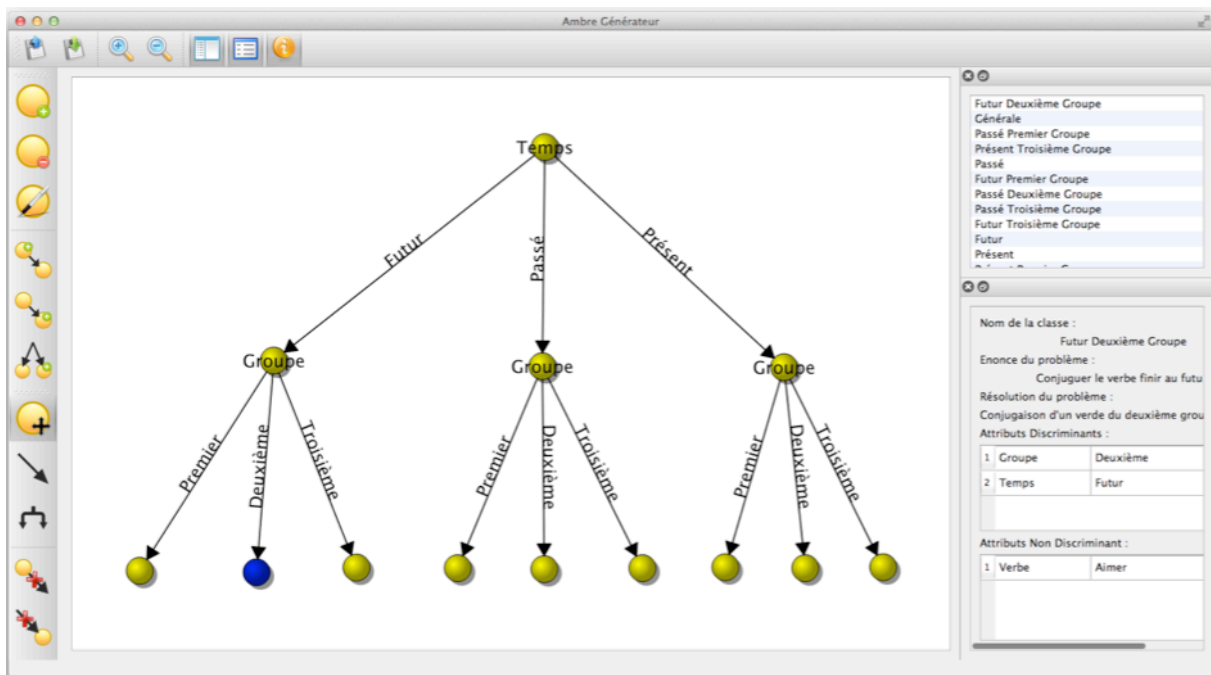 Ambre Générateur
Temps
Futur
Passé
Présent
Groupe
Groupe
Groupe
Premier
Deuxième
Troisième
Premier
Deuxième
Troisième
Premier
Deuxième
Troisième
Futur Deuxième Groupe
Générale
Passé Premier Groupe
Présent Troisième Groupe
Passé
Futur Premier Groupe
Passé Deuxième Groupe
Passé Troisième Groupe
Futur Troisième Groupe
Futur
Présent
Nom de la classe :
Futur Deuxième Groupe
Enonce du problème :
Conjuguer le verbe finir au futu
Résolution du problème :
Conjugaison d'un verde du deuxième grou
Attributs Discriminants :
1 Groupe Deuxième
2 Temps Futur
Attributs Non Discriminant :
1 Verbe Aimer